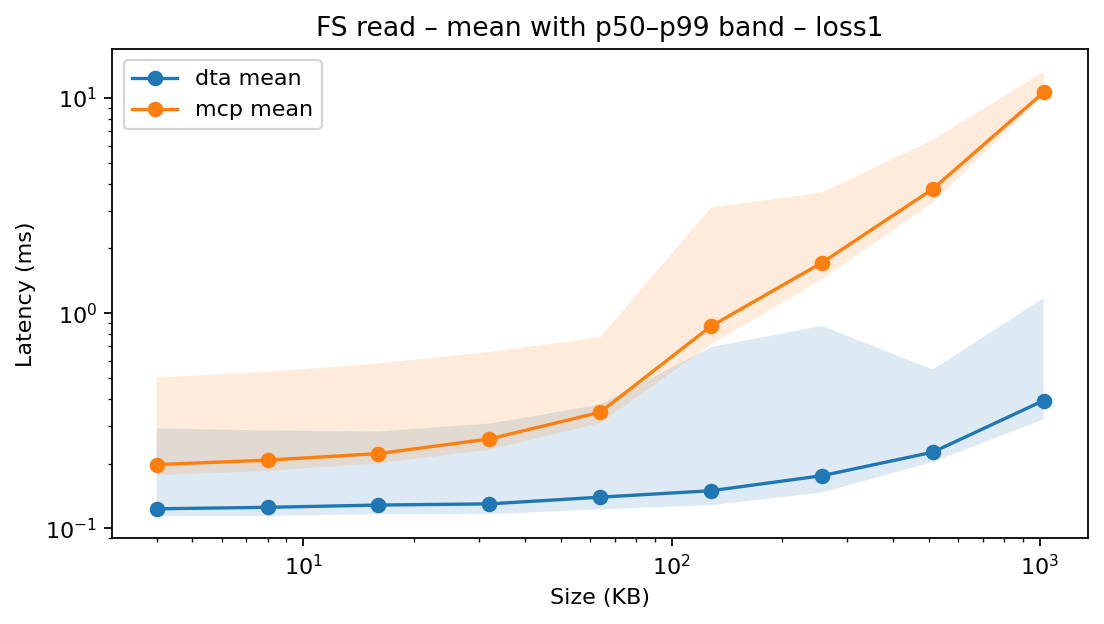 FS read – mean with p50–p99 band – loss1
dta mean
mcp mean
Latency (ms)
10¹
10⁰
10⁻¹
10¹ 10² 10³
Size (KB)